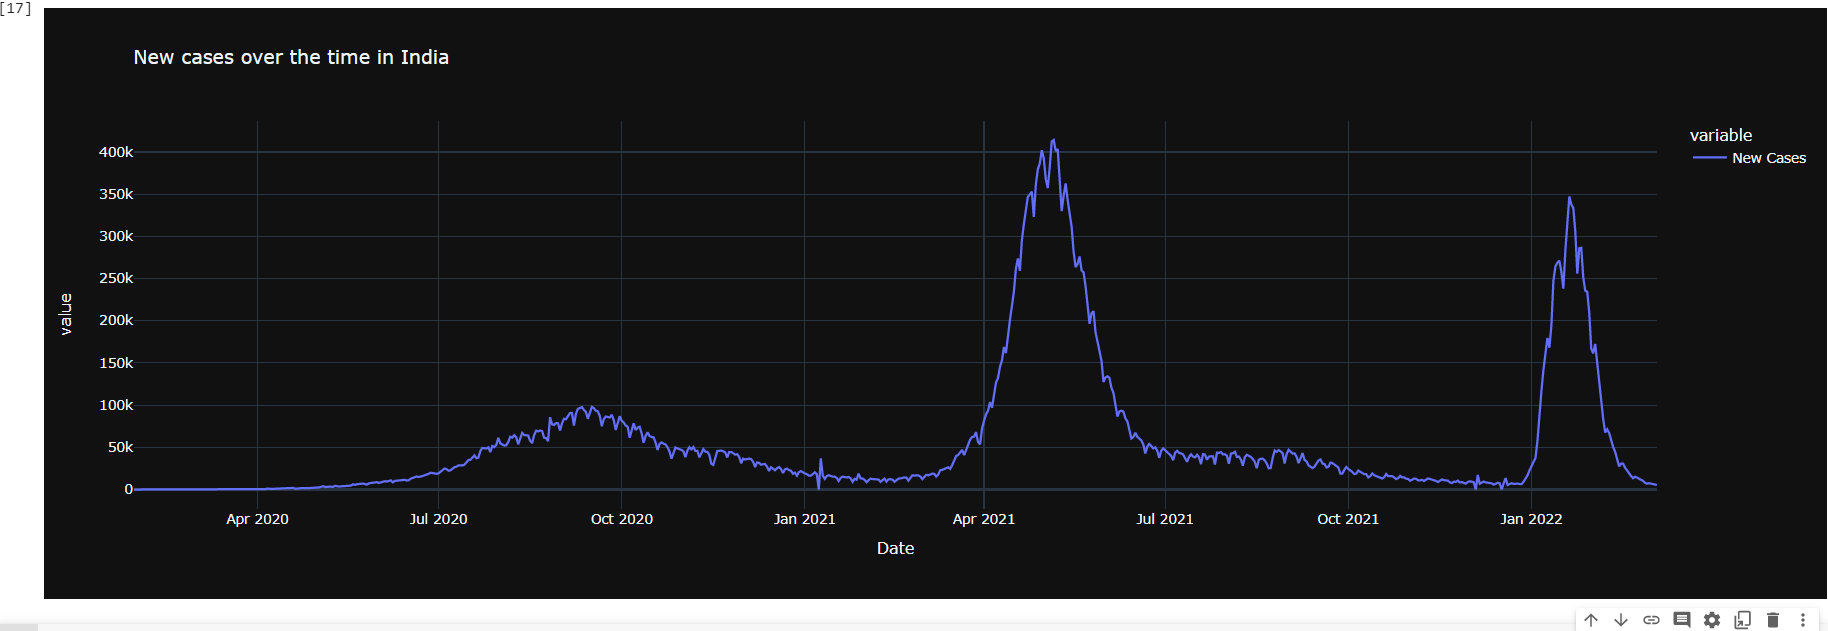 [17]
New cases over the time in India
variable
New Cases
400k
350k
300k
250k
200k
150k
100k
50k
0
value
Apr 2020 Jul 2020 Oct 2020 Jan 2021 Apr 2021 Jul 2021 Oct 2021 Jan 2022
Date